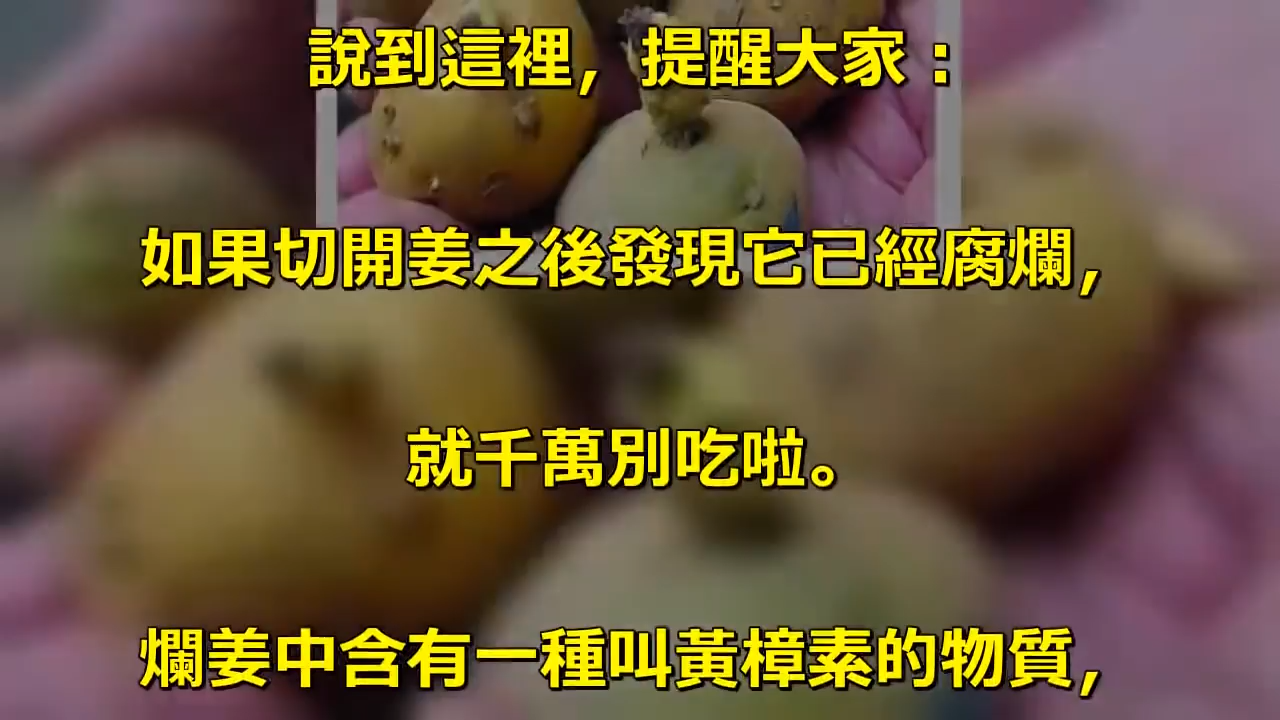 說到這裡，提醒大家：
如果切開姜之後發現它已經腐爛，
就千萬別吃啦。
爛姜中含有一種叫黃樟素的物質，